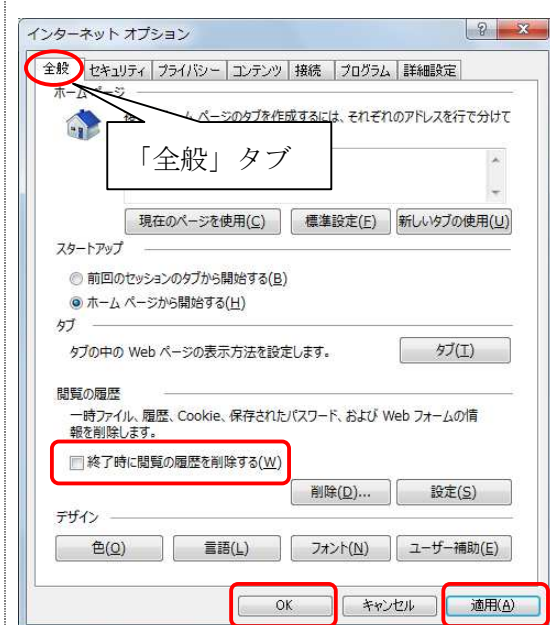 インターネット オプション
全般 セキュリティ プライバシー コンテンツ 接続 プログラム 詳細設定
ホーム ページ
ページのタブを作成するには、それぞれのアドレスを行で分けて
「全般」タブ
現在のページを使用(C) 標準設定(F) 新しいタブの使用(U)
スタートアップ
前回のセッションのタブから開始する(B)
ホーム ページから開始する(H)
タブ
タブの中の Web ページの表示方法を設定します。 タブ(T)
閲覧の履歴
一時ファイル、履歴、Cookie、保存されたパスワード、および Web フォームの情
報を削除します。
終了時に閲覧の履歴を削除する(W)
削除(D)... 設定(S)
デザイン
色(O) 言語(L) フォント(N) ユーザー補助(E)
OK キャンセル 適用(A)